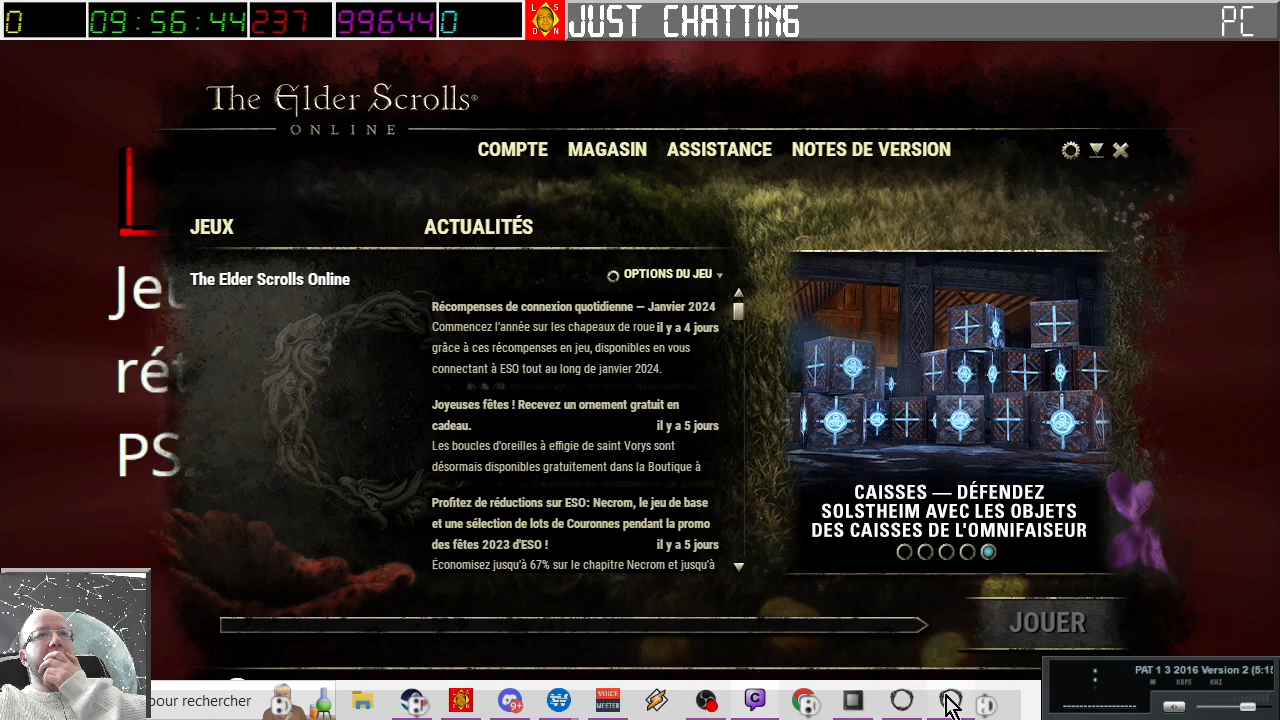 0
09:56:44
237
99644
0
S
D N
JUST CHATTING
PC
The Elder Scrolls®
ONLINE
COMPTE MAGASIN ASSISTANCE NOTES DE VERSION
L
Jeu
rét
PS
JEUX
ACTUALITÉS
The Elder Scrolls Online
OPTIONS DU JEU
Récompenses de connexion quotidienne — Janvier 2024
Commencez l'année sur les chapeaux de roue il y a 4 jours
grâce à ces récompenses en jeu, disponibles en vous
connectant à ESO tout au long de janvier 2024.
Joyeuses fêtes ! Recevez un ornement gratuit en
cadeau. il y a 5 jours
Les boucles d'oreilles à effigie de saint Vorys sont
désormais disponibles gratuitement dans la Boutique à
Profitez de réductions sur ESO: Necrom, le jeu de base
et une sélection de lots de Couronnes pendant la promo
des fêtes 2023 d'ESO ! il y a 5 jours
Économisez jusqu'à 67% sur le chapitre Necrom et jusqu'à
CAISSES — DÉFENDEZ
SOLSTHEIM AVEC LES OBJETS
DES CAISSES DE L'OMNIFAISEUR
JOUER
pour rechercher
9+
VOICE
MEETER
PAT 1 3 2016 Version 2 (5:15
KBPS KHZ